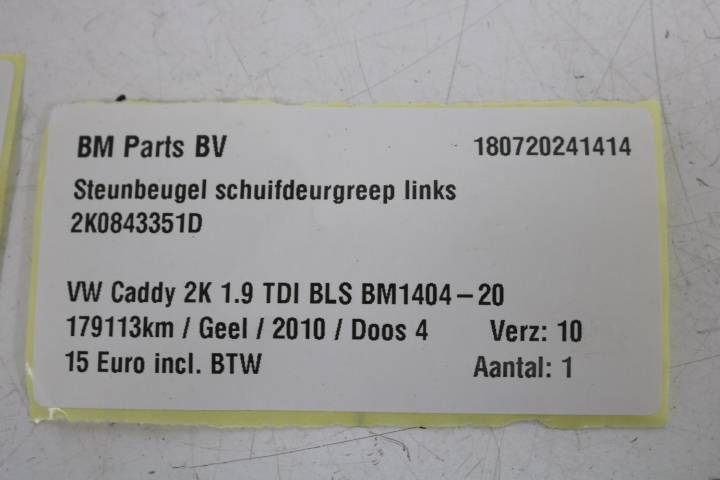 BM Parts BV 180720241414
Steunbeugel schuifdeurgreep links
2K0843351D
VW Caddy 2K 1.9 TDI BLS BM1404-20
179113km / Geel / 2010 / Doos 4 Verz: 10
15 Euro incl. BTW Aantal: 1